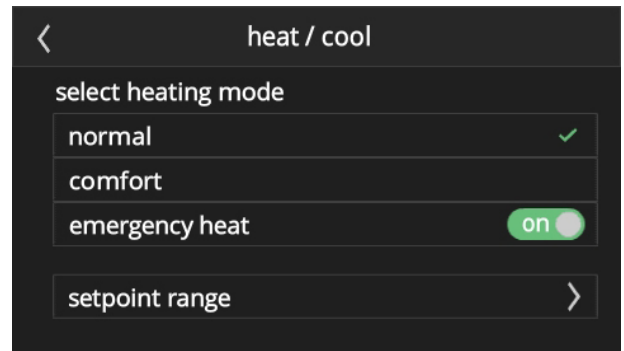 heat / cool
select heating mode
normal
comfort
emergency heat on
setpoint range